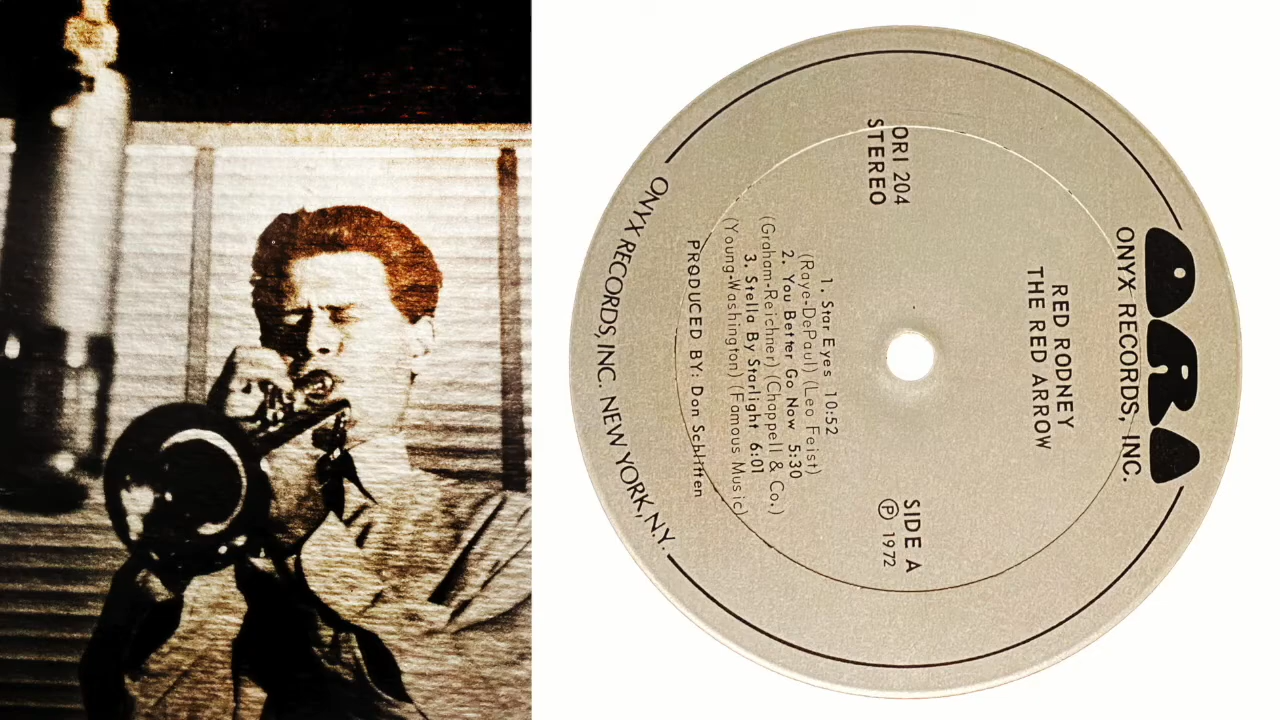 ONYX RECORDS, INC.
RED RODNEY
THE RED ARROW
ORI 204
STEREO
SIDE A
Ⓟ 1972
1. Star Eyes 10:52
(Raye-DePaul) (Leo Feist)
2. You Better Go Now 5:30
(Graham-Reichner) (Chappell & Co.)
3. Stella By Starlight 6:01
(Young-Washington) (Famous Music)
PRODUCED BY: Don Schlitten
ONYX RECORDS, INC. NEW YORK, N.Y.